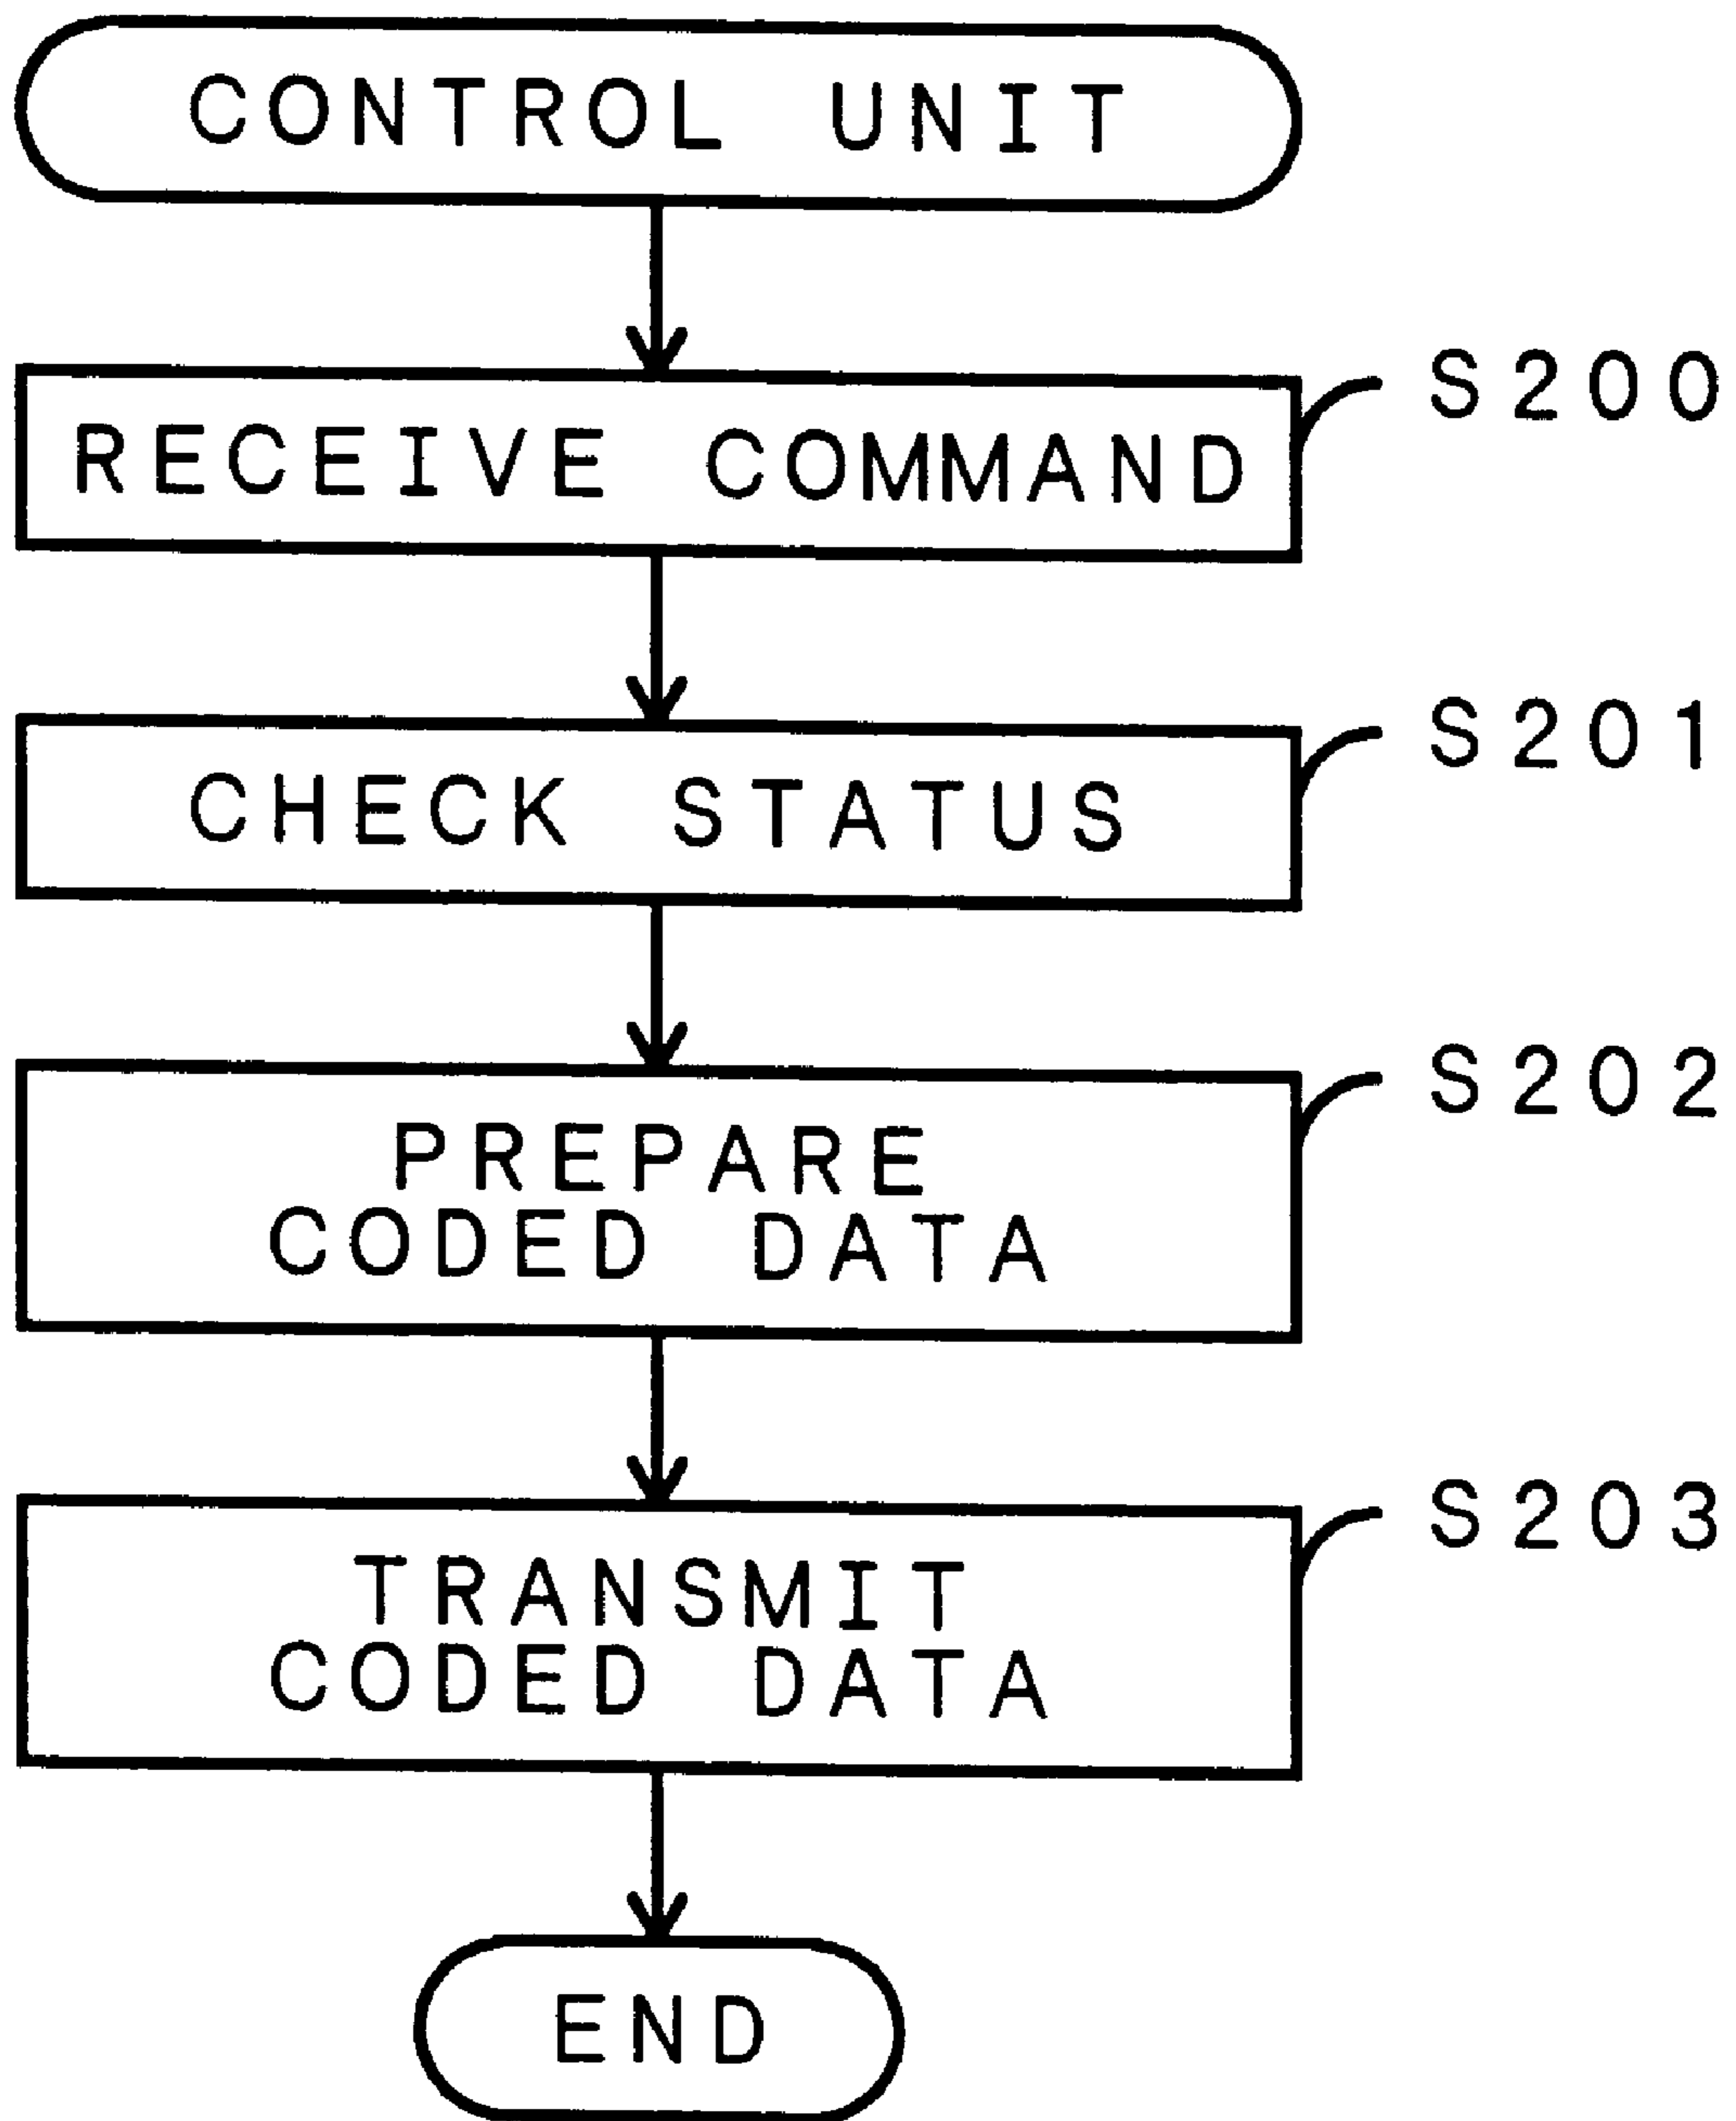 CONTROL UNIT
S200
RECEIVE COMMAND
S201
CHECK STATUS
S202
PREPARE
CODED DATA
S203
TRANSMIT
CODED DATA
END